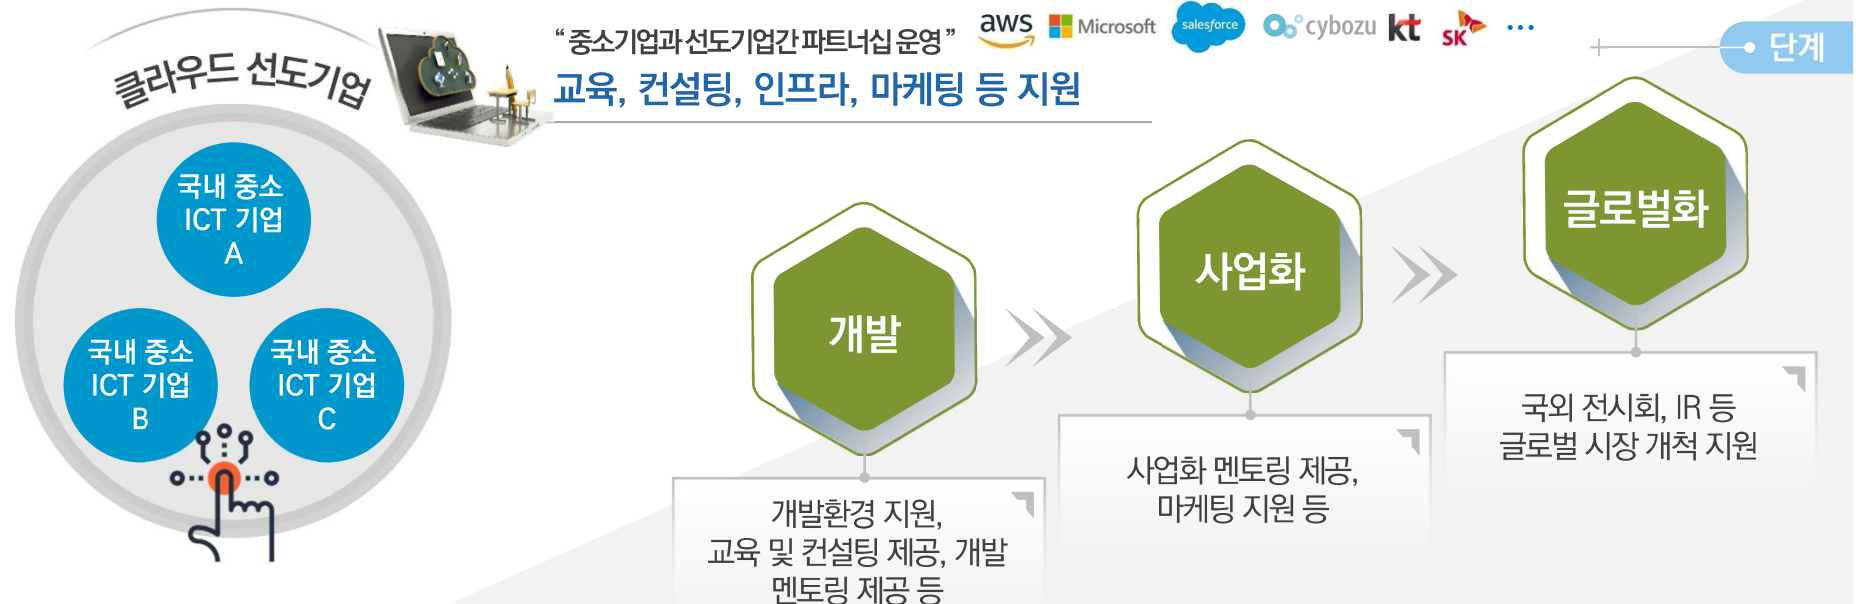 클라우드 선도기업
국내 중소
ICT 기업
A
국내 중소
ICT 기업
B
국내 중소
ICT 기업
C
“ 중소기업과 선도기업간 파트너십 운영 ”
aws Microsoft salesforce cybozu kt SK ...
교육, 컨설팅, 인프라, 마케팅 등 지원
단계
개발
개발환경 지원,
교육 및 컨설팅 제공, 개발
멘토링 제공 등
사업화
사업화 멘토링 제공,
마케팅 지원 등
글로벌화
국외 전시회, IR 등
글로벌 시장 개척 지원